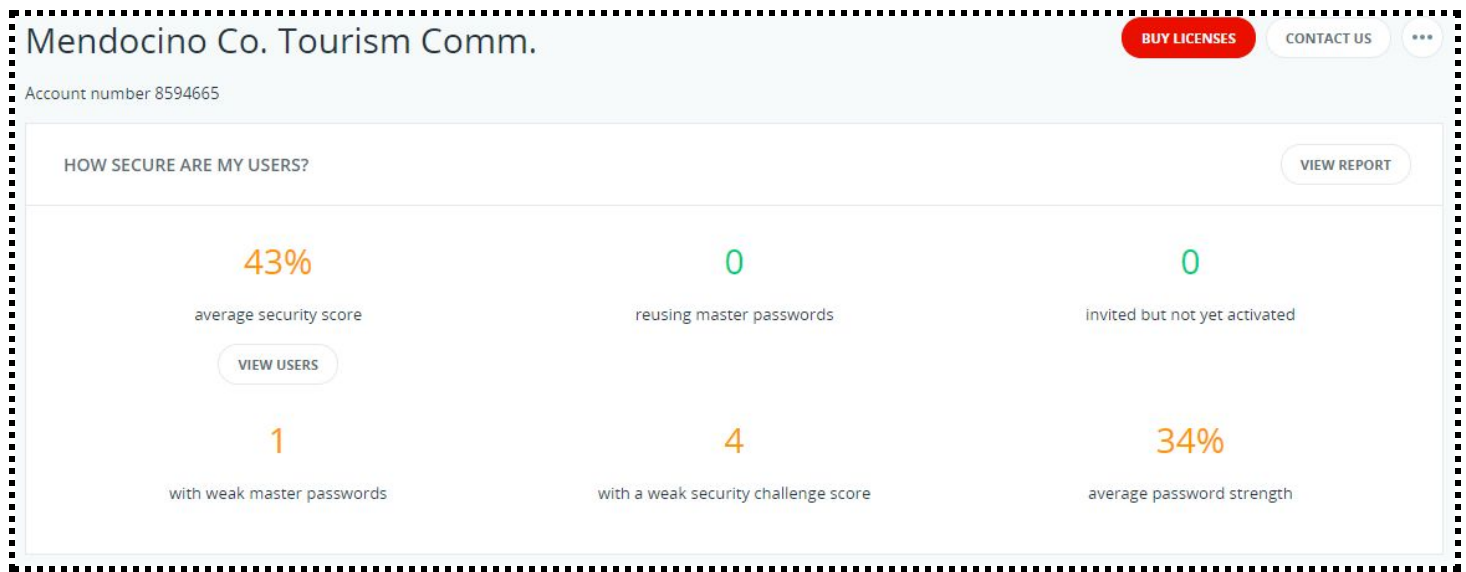 Mendocino Co. Tourism Comm.
BUY LICENSES
CONTACT US
Account number 8594665
HOW SECURE ARE MY USERS?
VIEW REPORT
43%
average security score
VIEW USERS
0
reusing master passwords
0
invited but not yet activated
1
with weak master passwords
4
with a weak security challenge score
34%
average password strength